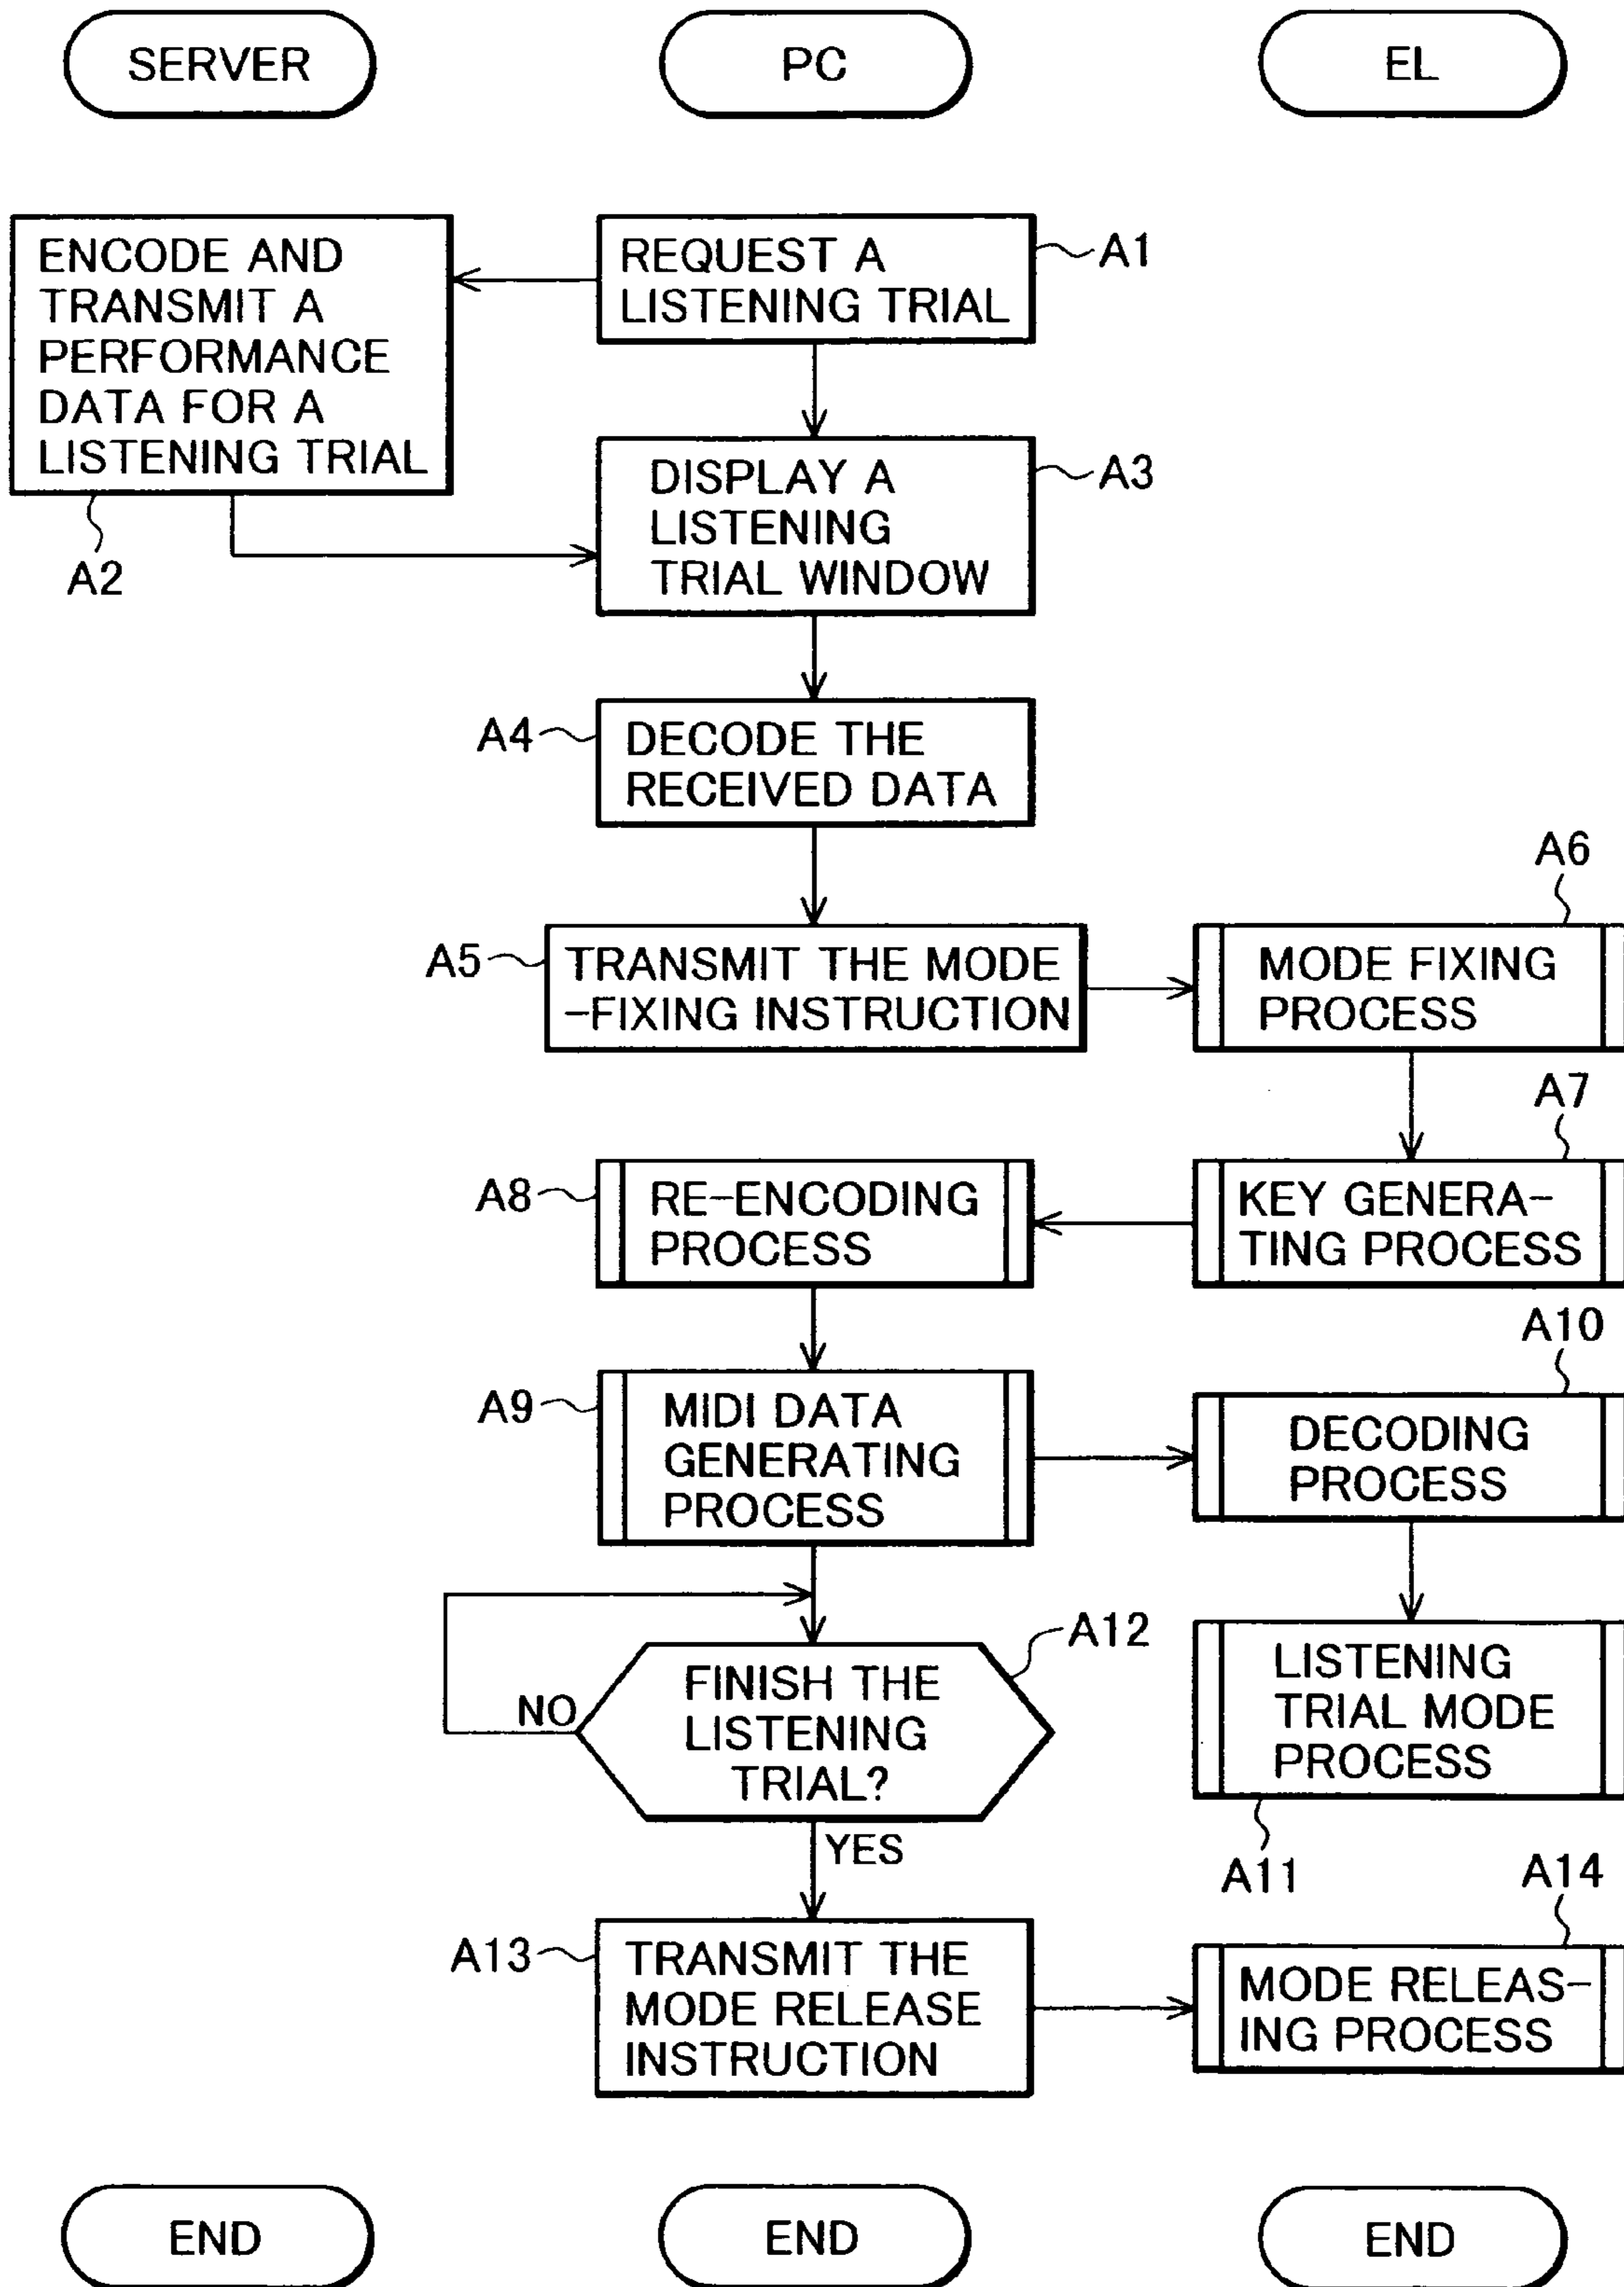 SERVER
PC
EL
ENCODE AND
TRANSMIT A
PERFORMANCE
DATA FOR A
LISTENING TRIAL
A2
REQUEST A
LISTENING TRIAL
A1
DISPLAY A
LISTENING
TRIAL WINDOW
A3
A4
DECODE THE
RECEIVED DATA
A5
TRANSMIT THE MODE
-FIXING INSTRUCTION
A6
MODE FIXING
PROCESS
A7
KEY GENERA-
TING PROCESS
A8
RE-ENCODING
PROCESS
A9
MIDI DATA
GENERATING
PROCESS
A10
DECODING
PROCESS
LISTENING
TRIAL MODE
PROCESS
A11
A12
FINISH THE
LISTENING
TRIAL?
NO
YES
A13
TRANSMIT THE
MODE RELEASE
INSTRUCTION
A14
MODE RELEAS-
ING PROCESS
END
END
END